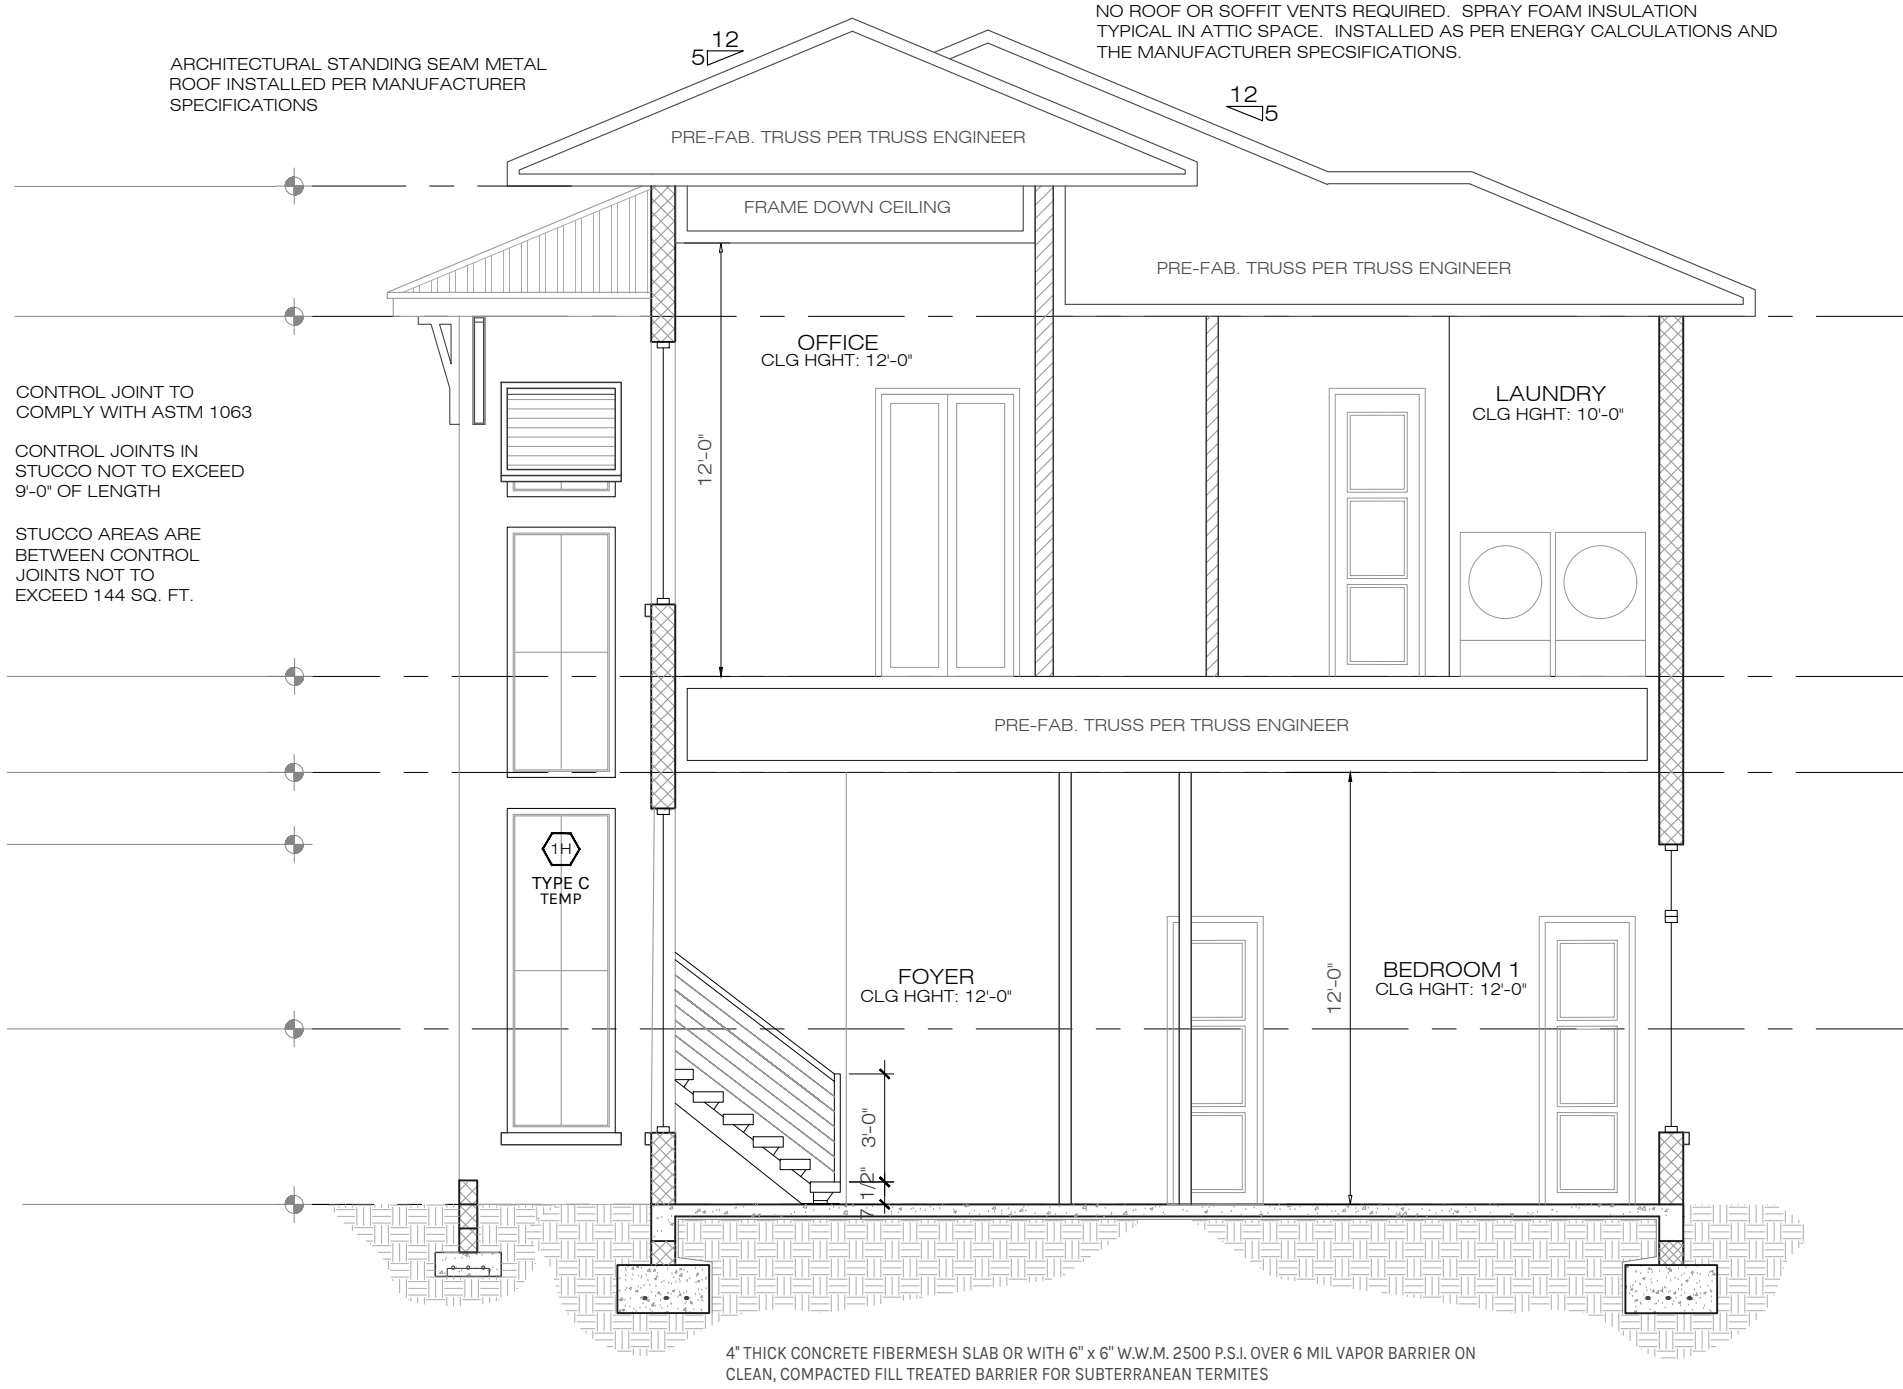 NO ROOF OR SOFFIT VENTS REQUIRED. SPRAY FOAM INSULATION
TYPICAL IN ATTIC SPACE. INSTALLED AS PER ENERGY CALCULATIONS AND
THE MANUFACTURER SPECSIFICATIONS.
12
5
ARCHITECTURAL STANDING SEAM METAL
ROOF INSTALLED PER MANUFACTURER
SPECIFICATIONS
12
5
PRE-FAB. TRUSS PER TRUSS ENGINEER
FRAME DOWN CEILING
PRE-FAB. TRUSS PER TRUSS ENGINEER
OFFICE
CLG HGHT: 12'-0"
CONTROL JOINT TO
COMPLY WITH ASTM 1063
LAUNDRY
CLG HGHT: 10'-0"
12'-0"
CONTROL JOINTS IN
STUCCO NOT TO EXCEED
9'-0" OF LENGTH
STUCCO AREAS ARE
BETWEEN CONTROL
JOINTS NOT TO
EXCEED 144 SQ. FT.
PRE-FAB. TRUSS PER TRUSS ENGINEER
1H
TYPE C
TEMP
FOYER
CLG HGHT: 12'-0"
12'-0"
BEDROOM 1
CLG HGHT: 12'-0"
3'-0"
7 1/2"
4" THICK CONCRETE FIBERMESH SLAB OR WITH 6" x 6" W.W.M. 2500 P.S.I. OVER 6 MIL VAPOR BARRIER ON
CLEAN, COMPACTED FILL TREATED BARRIER FOR SUBTERRANEAN TERMITES